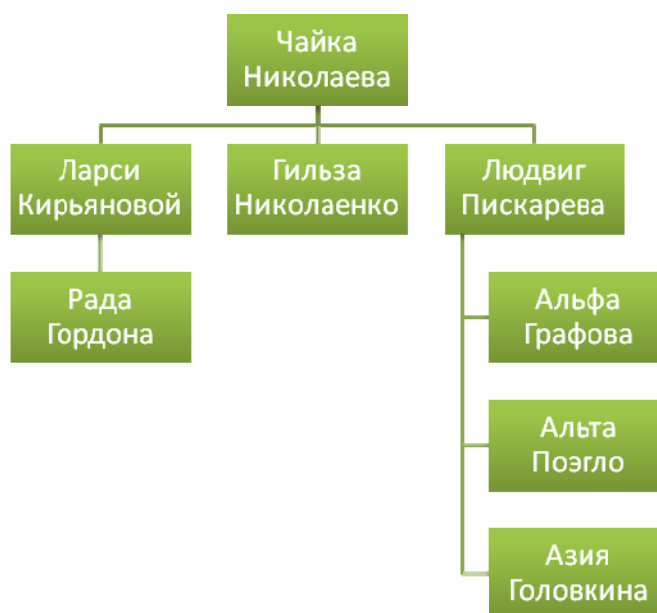 Чайка
Николаева
Ларси
Кирьяновой
Гильза
Николаенко
Людвиг
Пискарева
Рада
Гордона
Альфа
Графова
Альта
Поэгло
Азия
Головкина